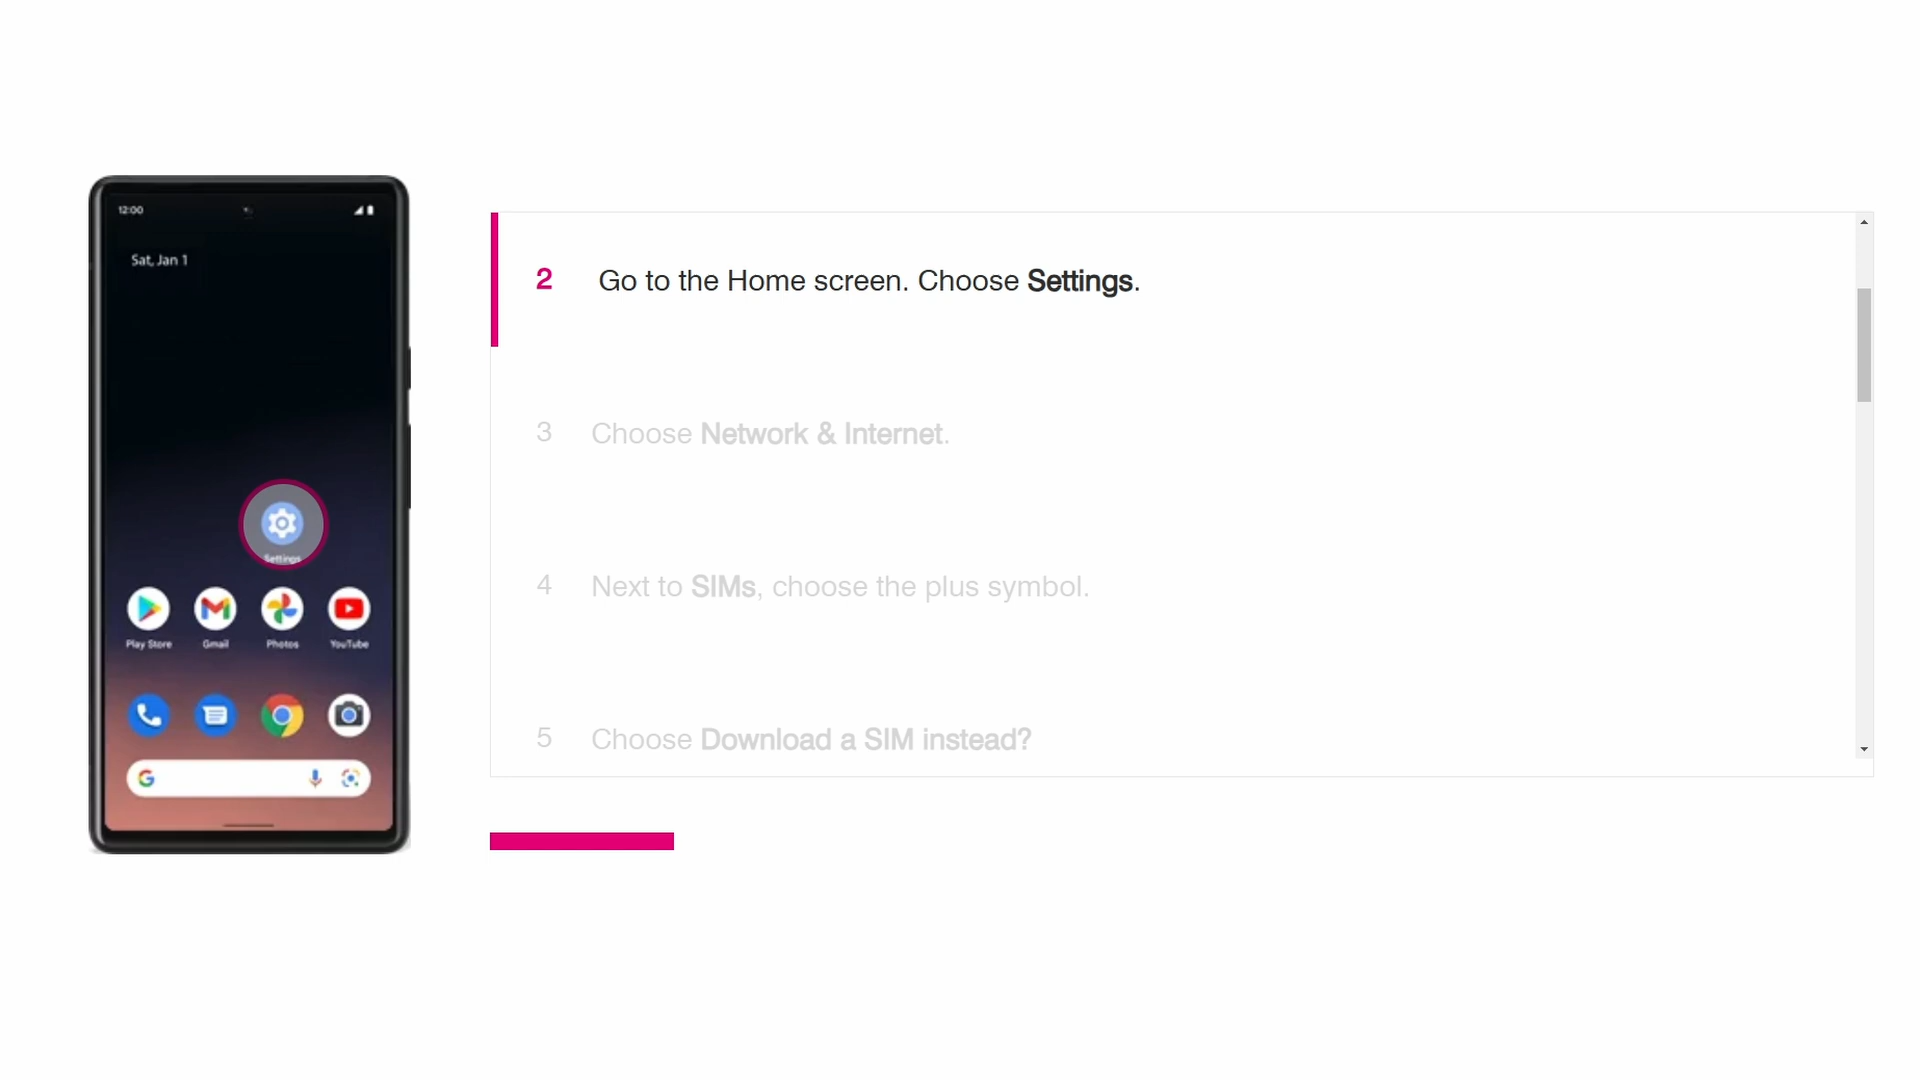 12:00
Sat, Jan 1
Settings
Play Store
Gmail
Photos
YouTube
2 Go to the Home screen. Choose Settings.
3 Choose Network & Internet.
4 Next to SIMs, choose the plus symbol.
5 Choose Download a SIM instead?